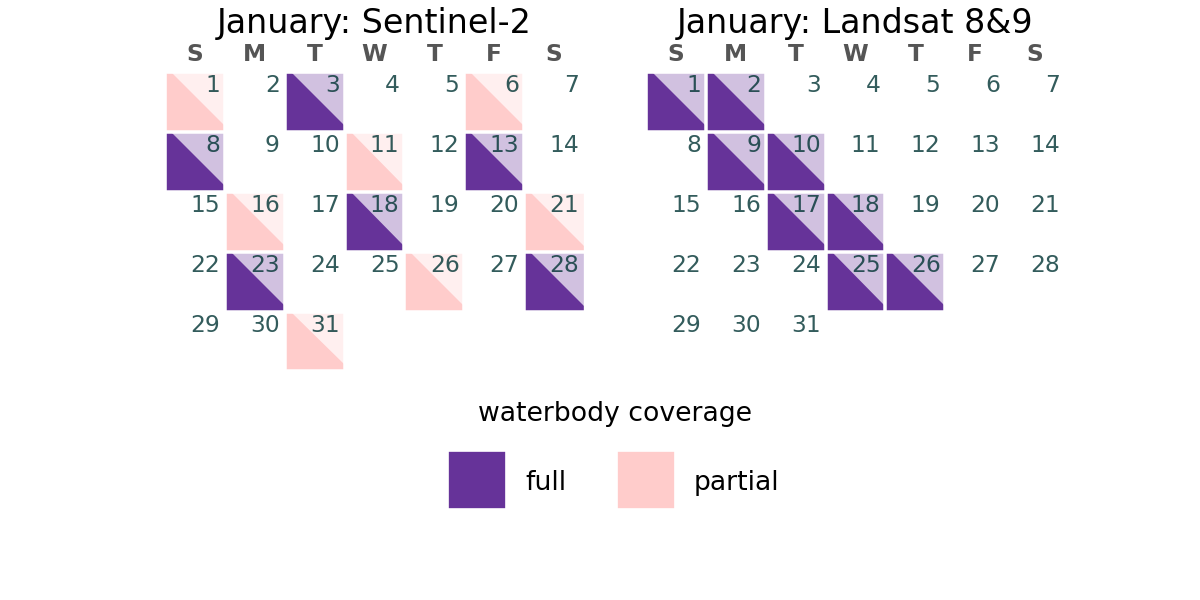 January: Sentinel-2
S M T W T F S
1 2 3 4 5 6 7
8 9 10 11 12 13 14
15 16 17 18 19 20 21
22 23 24 25 26 27 28
29 30 31
January: Landsat 8&9
S M T W T F S
1 2 3 4 5 6 7
8 9 10 11 12 13 14
15 16 17 18 19 20 21
22 23 24 25 26 27 28
29 30 31
waterbody coverage
full partial